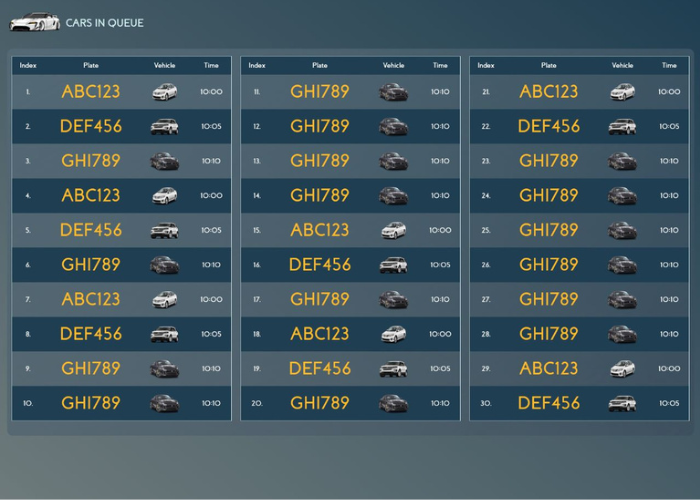 CARS IN QUEUE
Index Plate Vehicle Time
1. ABC123 10:00
2. DEF456 10:05
3. GHI789 10:10
4. ABC123 10:00
5. DEF456 10:05
6. GHI789 10:10
7. ABC123 10:00
8. DEF456 10:05
9. GHI789 10:10
10. GHI789 10:10
Index Plate Vehicle Time
11. GHI789 10:10
12. GHI789 10:10
13. GHI789 10:10
14. GHI789 10:10
15. ABC123 10:00
16. DEF456 10:05
17. GHI789 10:10
18. ABC123 10:00
19. DEF456 10:05
20. GHI789 10:10
Index Plate Vehicle Time
21. ABC123 10:00
22. DEF456 10:05
23. GHI789 10:10
24. GHI789 10:10
25. GHI789 10:10
26. GHI789 10:10
27. GHI789 10:10
28. GHI789 10:10
29. ABC123 10:00
30. DEF456 10:05